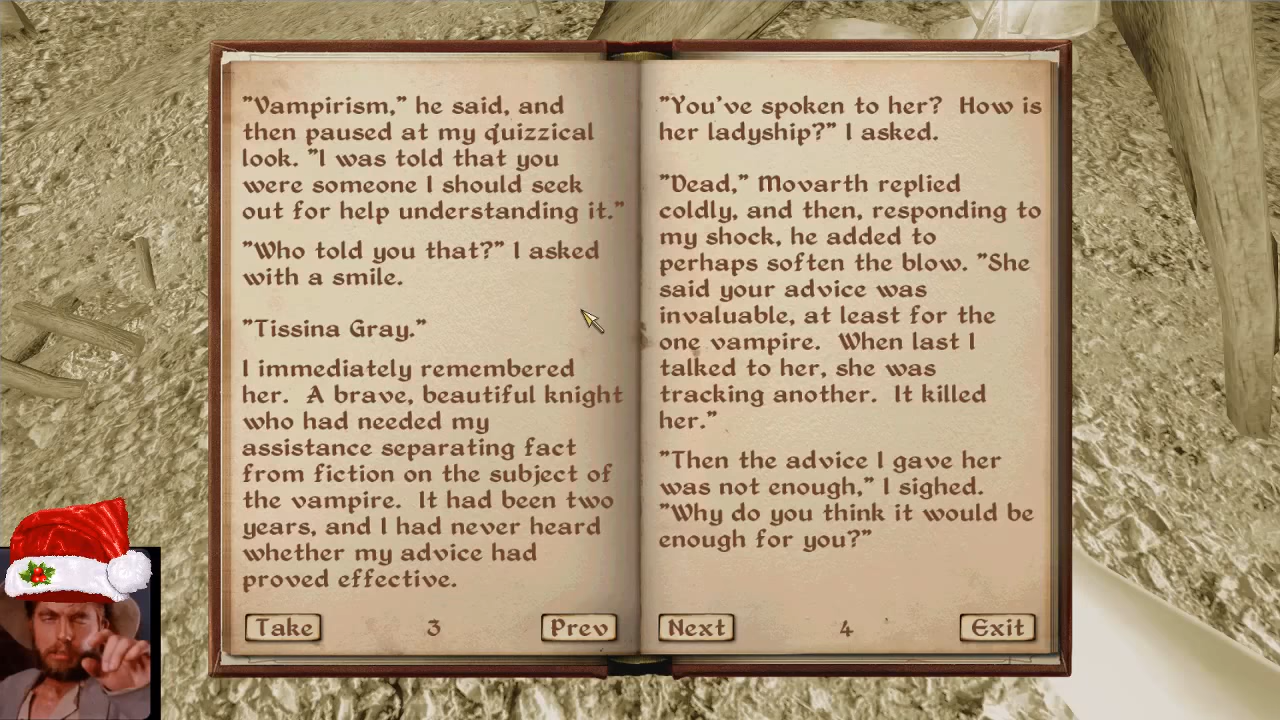 "Vampirism," he said, and
then paused at my quizzical
look. "I was told that you
were someone I should seek
out for help understanding it."
"Who told you that?" I asked
with a smile.
"Tissina Gray."
I immediately remembered
her.  A brave, beautiful knight
who had needed my
assistance separating fact
from fiction on the subject of
the vampire.  It had been two
years, and I had never heard
whether my advice had
proved effective.
Take
3
Prev
"You've spoken to her?  How is
her ladyship?" I asked.
"Dead," Movarth replied
coldly, and then, responding to
my shock, he added to
perhaps soften the blow. "She
said your advice was
invaluable, at least for the
one vampire.  When last I
talked to her, she was
tracking another.  It killed
her."
"Then the advice I gave her
was not enough," I sighed.
"Why do you think it would be
enough for you?"
Next
4
Exit